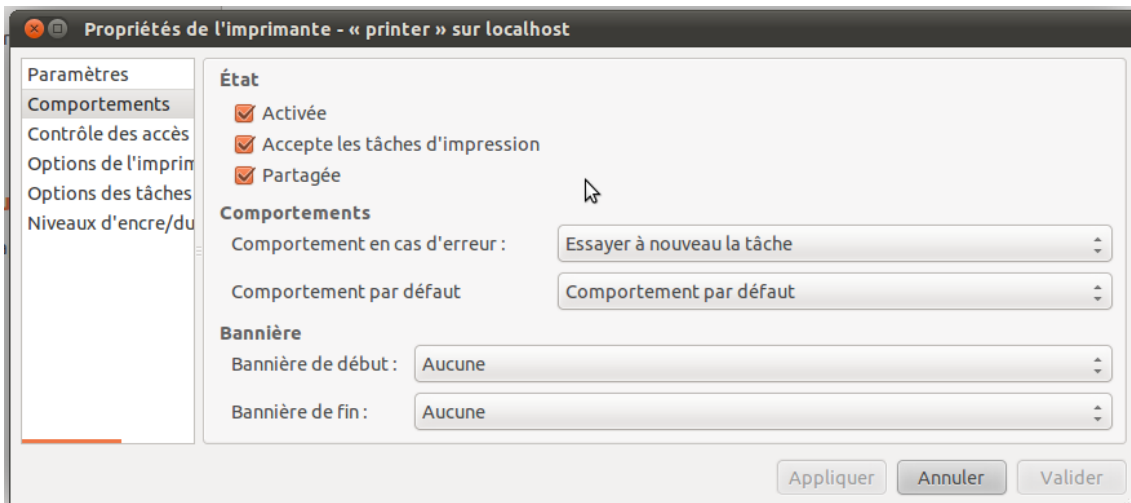 Propriétés de l'imprimante - « printer » sur localhost
Paramètres
Comportements
Contrôle des accès
Options de l'imprim
Options des tâches
Niveaux d'encre/du
État
Activée
Accepte les tâches d'impression
Partagée
Comportements
Comportement en cas d'erreur : Essayer à nouveau la tâche
Comportement par défaut Comportement par défaut
Bannière
Bannière de début : Aucune
Bannière de fin : Aucune
Appliquer Annuler Valider